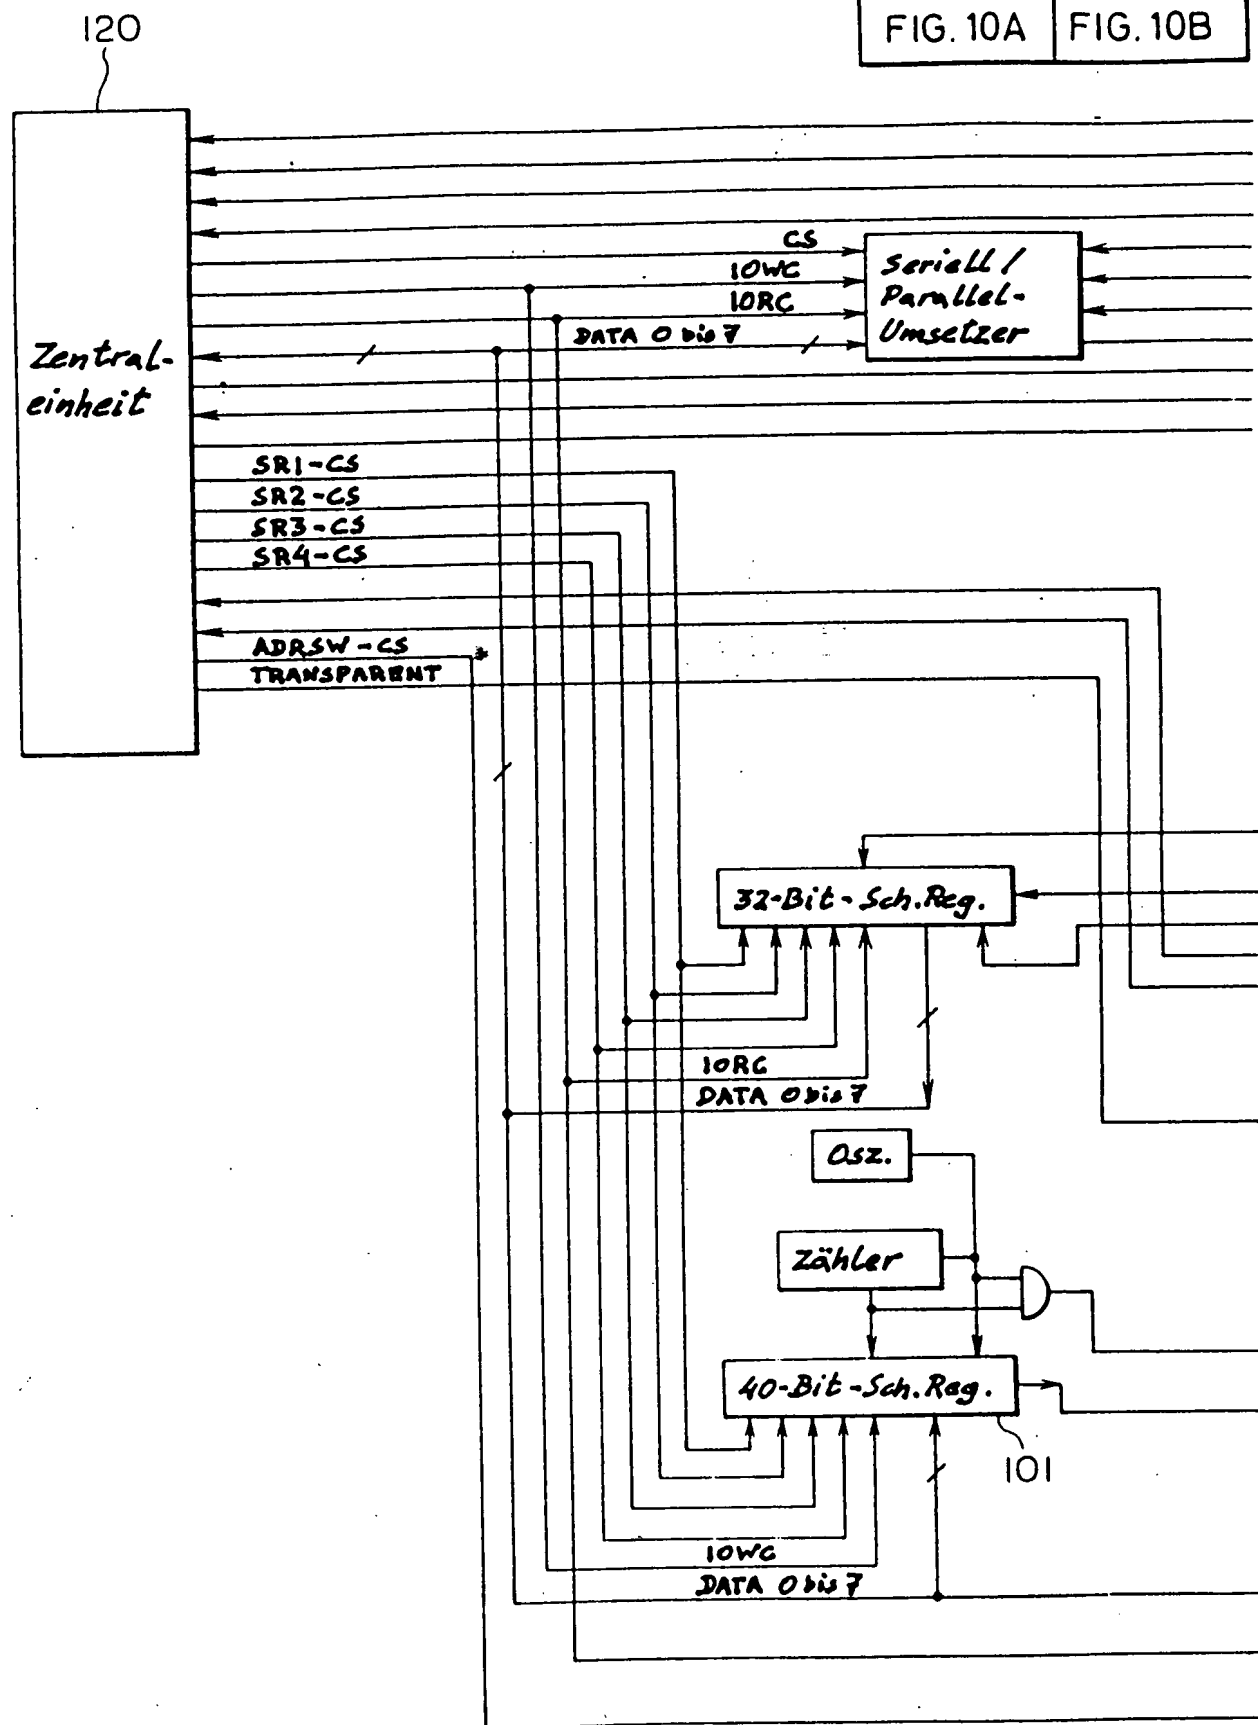 120
FIG. 10A
FIG. 10B
CS
IOWC
IORC
DATA 0 bis 7
Seriell /
Parallel-
Umsetzer
Zentral-
einheit
SR1-CS
SR2-CS
SR3-CS
SR4-CS
ADRSW-CS *
TRANSPARENT
32-Bit-Sch.Reg.
IORC
DATA 0 bis 7
Osz.
Zähler
40-Bit-Sch.Reg.
101
IOWC
DATA 0 bis 7